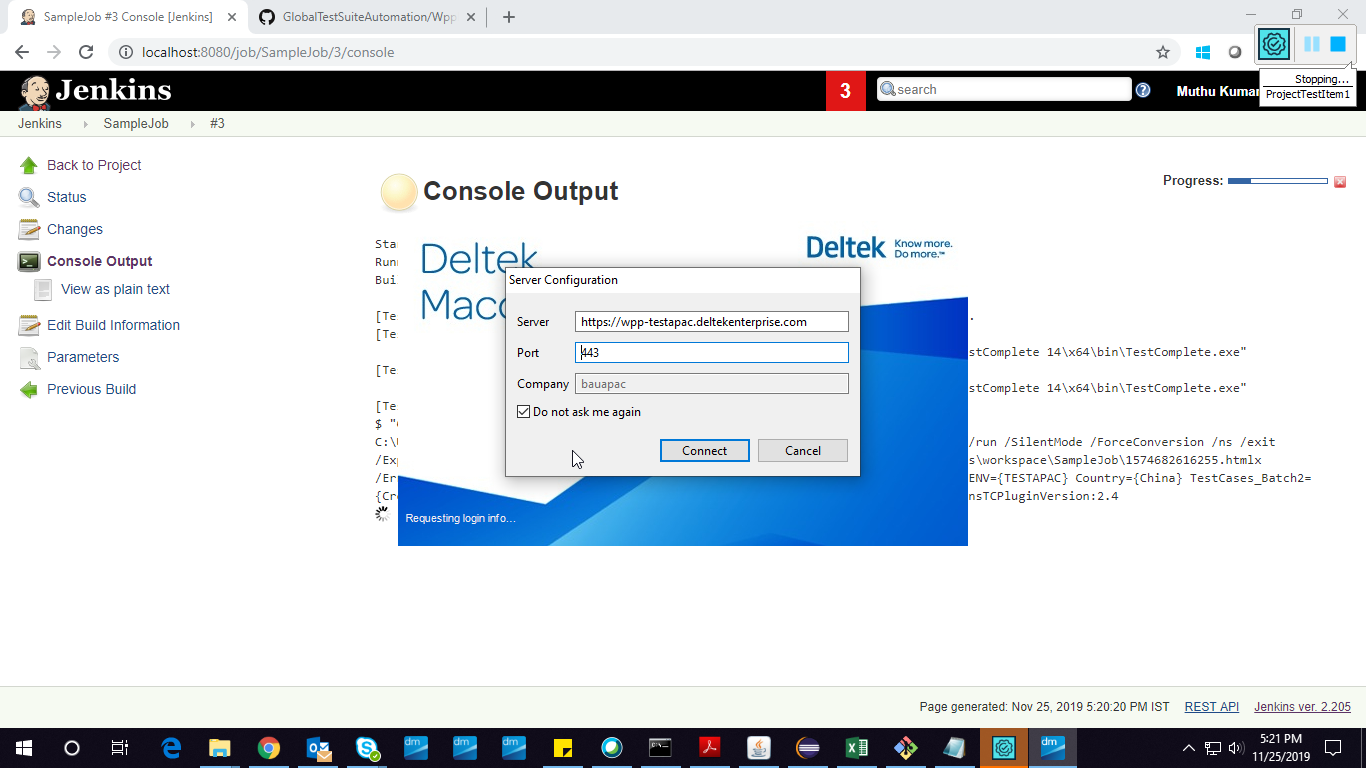 SampleJob #3 Console [Jenkins]
GlobalTestSuiteAutomation/Wpp
localhost:8080/job/SampleJob/3/console
Stopping...
ProjectTestItem1
Jenkins
3
search
Muthu Kumar
Jenkins
SampleJob
#3
Back to Project
Status
Changes
Console Output
View as plain text
Edit Build Information
Parameters
Previous Build
Console Output
Progress:
Sta
Runn
Bui
[Te
[Te
[Te
[Te
$ "
C:\
/Exp
/Er
{Cr
Deltek
Maco
Deltek Know more.
Do more.™
Server Configuration
Server https://wpp-testapac.deltekenterprise.com
Port 443
Company bauapac
Do not ask me again
Connect Cancel
Requesting login info...
.
stComplete 14\x64\bin\TestComplete.exe"
stComplete 14\x64\bin\TestComplete.exe"
/run /SilentMode /ForceConversion /ns /exit
s\workspace\SampleJob\1574682616255.htmlx
ENV={TESTAPAC} Country={China} TestCases_Batch2=
nsTCPluginVersion:2.4
Page generated: Nov 25, 2019 5:20:20 PM IST REST API Jenkins ver. 2.205
dm
dm
dm
dm
5:21 PM
11/25/2019